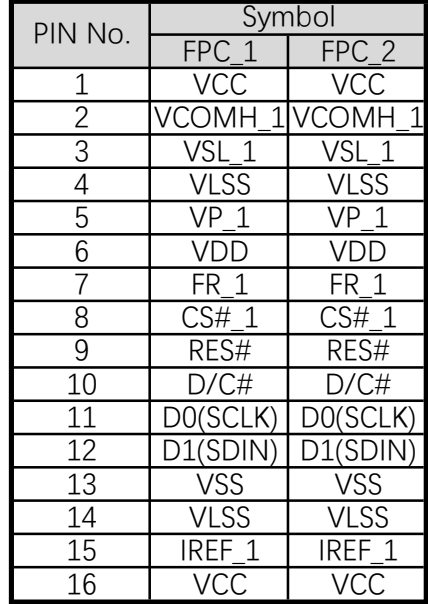 PIN No. Symbol
FPC_1 FPC_2
1 VCC VCC
2 VCOMH_1 VCOMH_1
3 VSL_1 VSL_1
4 VLSS VLSS
5 VP_1 VP_1
6 VDD VDD
7 FR_1 FR_1
8 CS#_1 CS#_1
9 RES# RES#
10 D/C# D/C#
11 D0(SCLK) D0(SCLK)
12 D1(SDIN) D1(SDIN)
13 VSS VSS
14 VLSS VLSS
15 IREF_1 IREF_1
16 VCC VCC